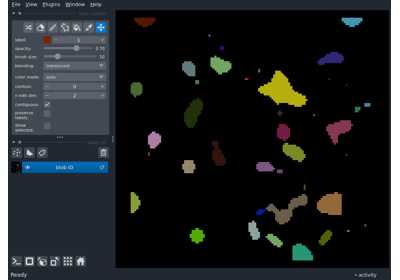 File View Plugins Window Help
label: 1
opacity: 0.70
brush size: 10
blending: translucent
color mode: auto
contour: 0
n edit dim: 2
contiguous:
preserve labels:
show selected:
blob ID
Ready
activity